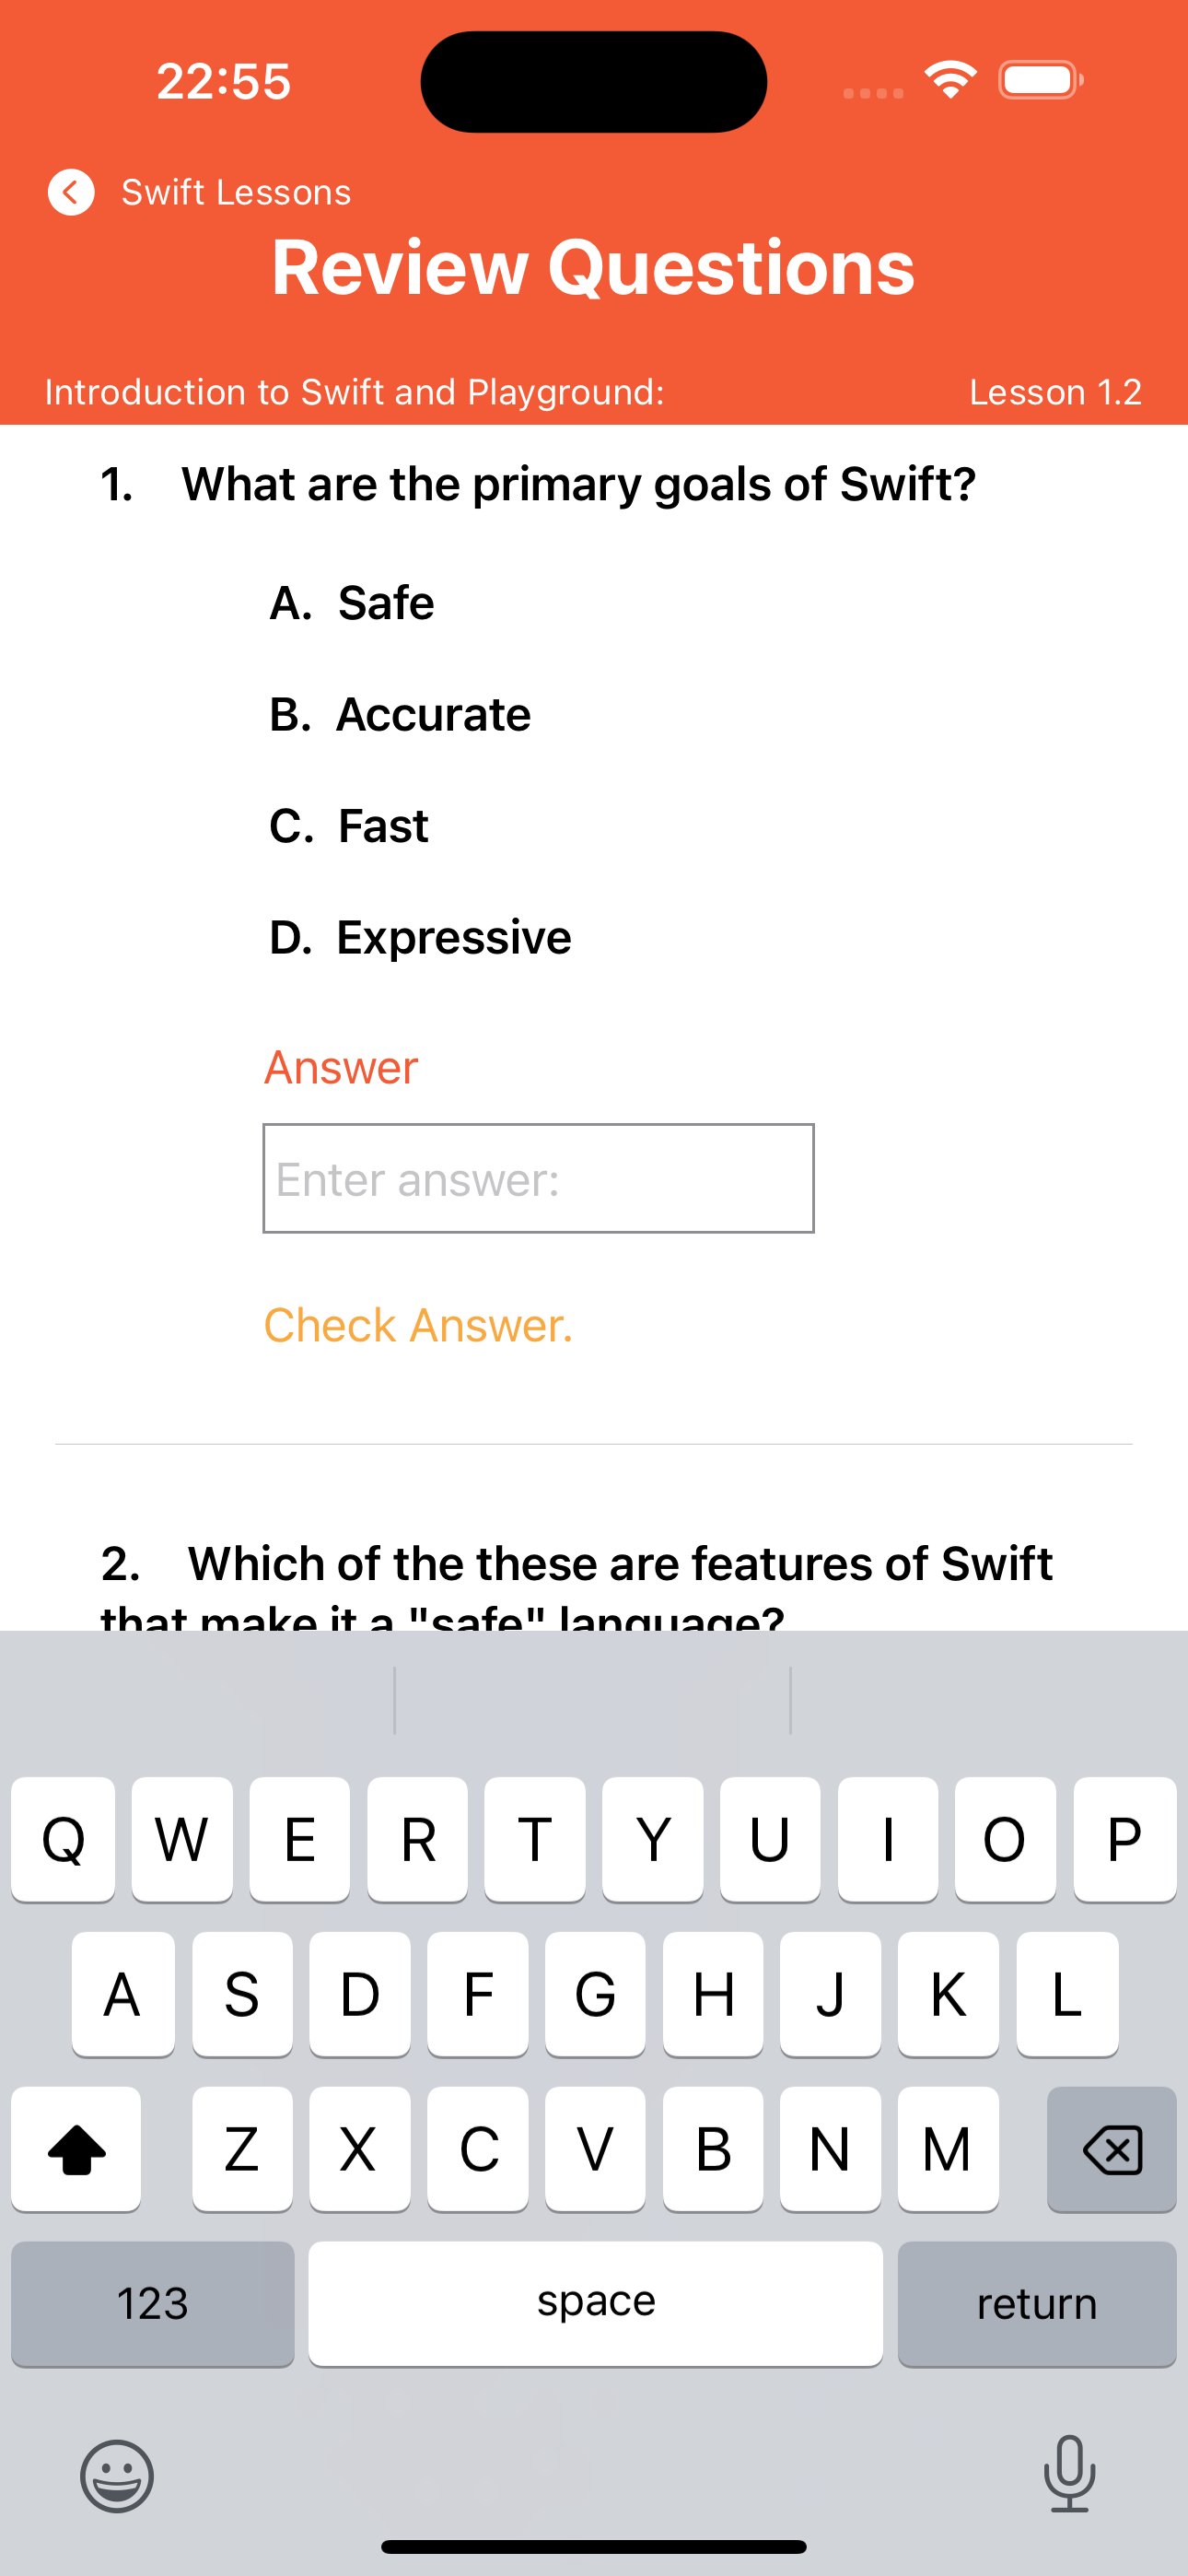 22:55
Swift Lessons
Review Questions
Introduction to Swift and Playground: Lesson 1.2
1. What are the primary goals of Swift?
A. Safe
B. Accurate
C. Fast
D. Expressive
Answer
Enter answer:
Check Answer.
2. Which of the these are features of Swift
that make it a "safe" language?
Q W E R T Y U I O P
A S D F G H J K L
Z X C V B N M
123 space return